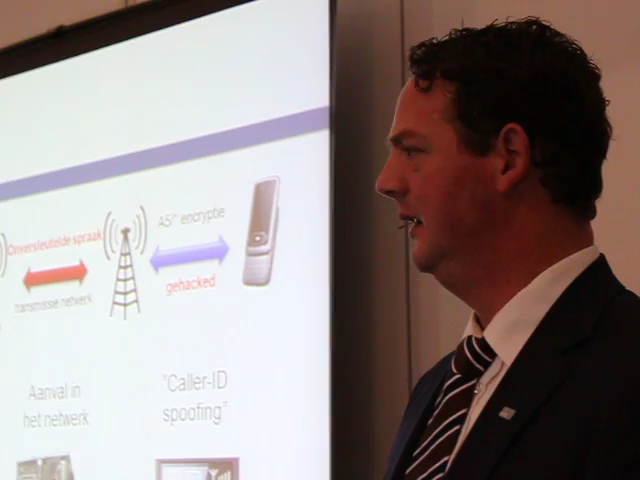 Onversleutelde spraak
transmissie netwerk
A5/* encryptie
gehacked
Aanval in
het netwerk
"Caller-ID
spoofing"